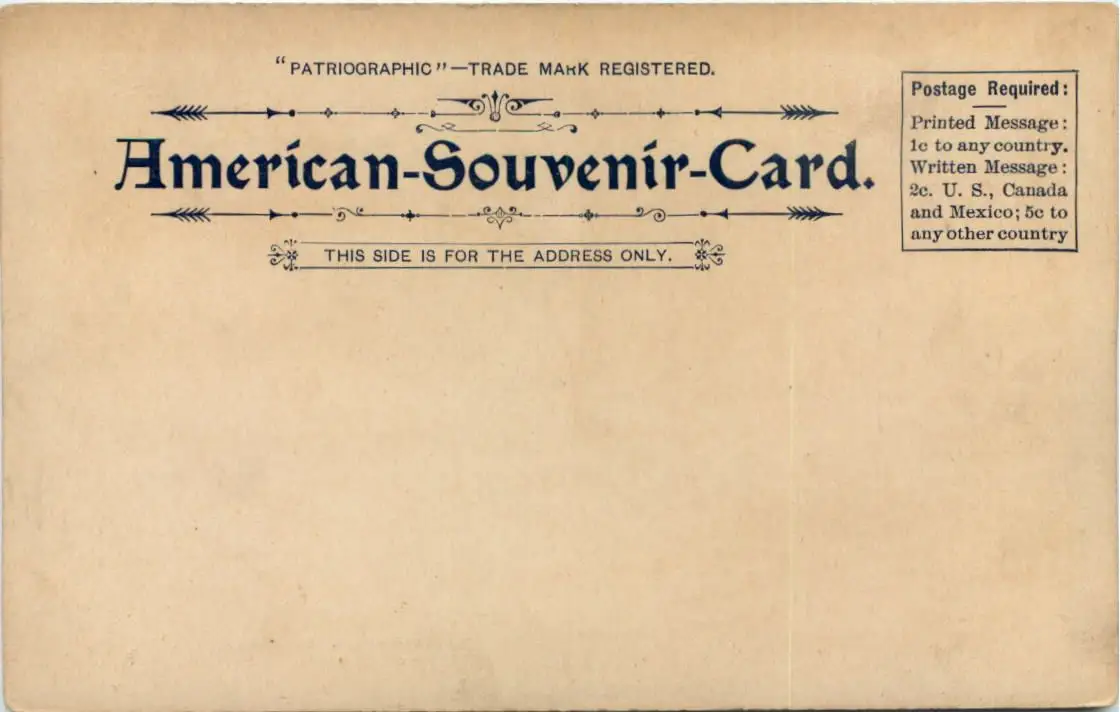 "PATRIOGRAPHIC"—TRADE MARK REGISTERED.
American-Souvenir-Card.
THIS SIDE IS FOR THE ADDRESS ONLY.
Postage Required:
Printed Message:
1c to any country.
Written Message:
2c. U. S., Canada
and Mexico; 5c to
any other country